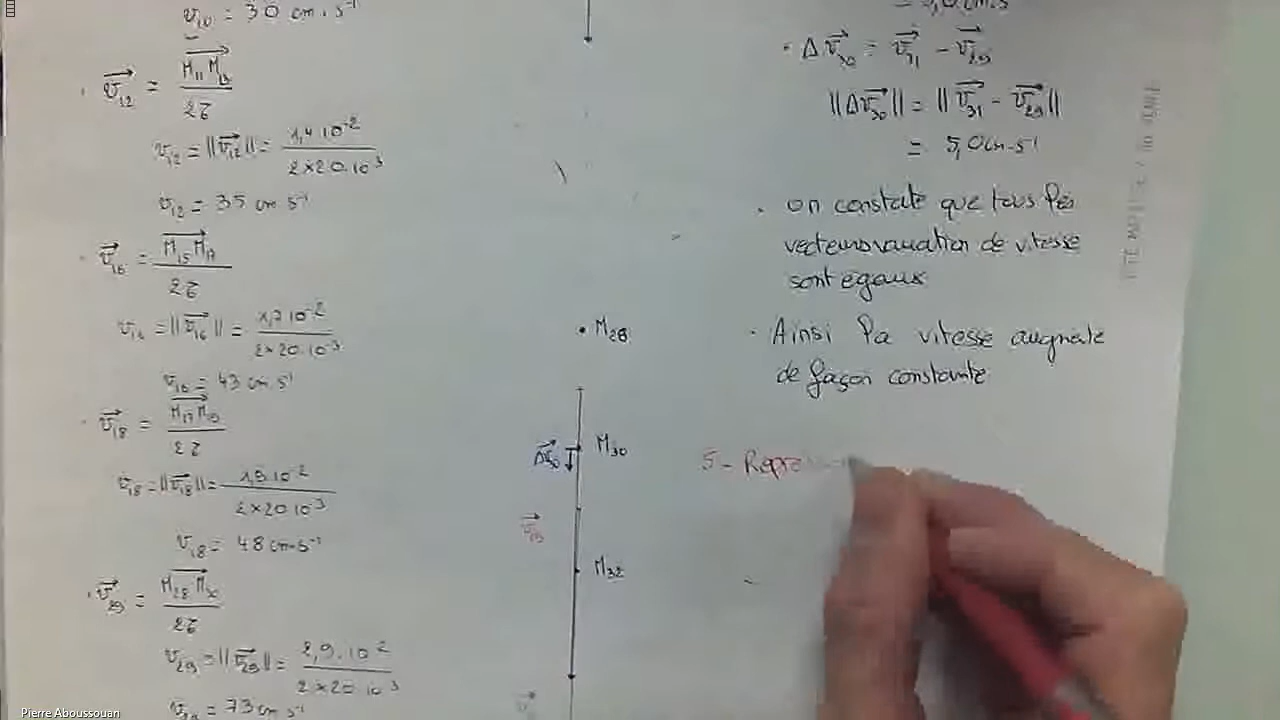 v₁₀ = 30 cm.s⁻¹
. v₁₂ = M₁₁M₁₃ / 2τ
v₁₂ = ||v₁₂|| = 1,4 10⁻² / 2×20.10⁻³
v₁₂ = 35 cm s⁻¹
. v₁₆ = M₁₅M₁₇ / 2τ
v₁₆ = ||v₁₆|| = 1,7 10⁻² / 2×20.10⁻³
v₁₆ = 43 cm s⁻¹
. v₁₈ = M₁₇M₁₉ / 2τ
v₁₈ = ||v₁₈|| = 1,9 10⁻² / 2×20 10⁻³
v₁₈ = 48 cm-s⁻¹
. v₂₉ = M₂₈M₃₀ / 2τ
v₂₉ = ||v₂₉|| = 2,9.10⁻² / 2×20 10⁻³
= 73 cm s⁻¹
M₂₈
M₃₀
Δv₃₀
M₃₂
. Δv₃₀ = v₃₁ - v₂₉
||Δv₃₀|| = ||v₃₁ - v₂₉||
= 5,0cm-s⁻¹
. on constate que tous les
vecteurs variation de vitesse
sont égaux
. Ainsi la vitesse augmente
de façon constante
5 - Repr
Pierre Aboussouan